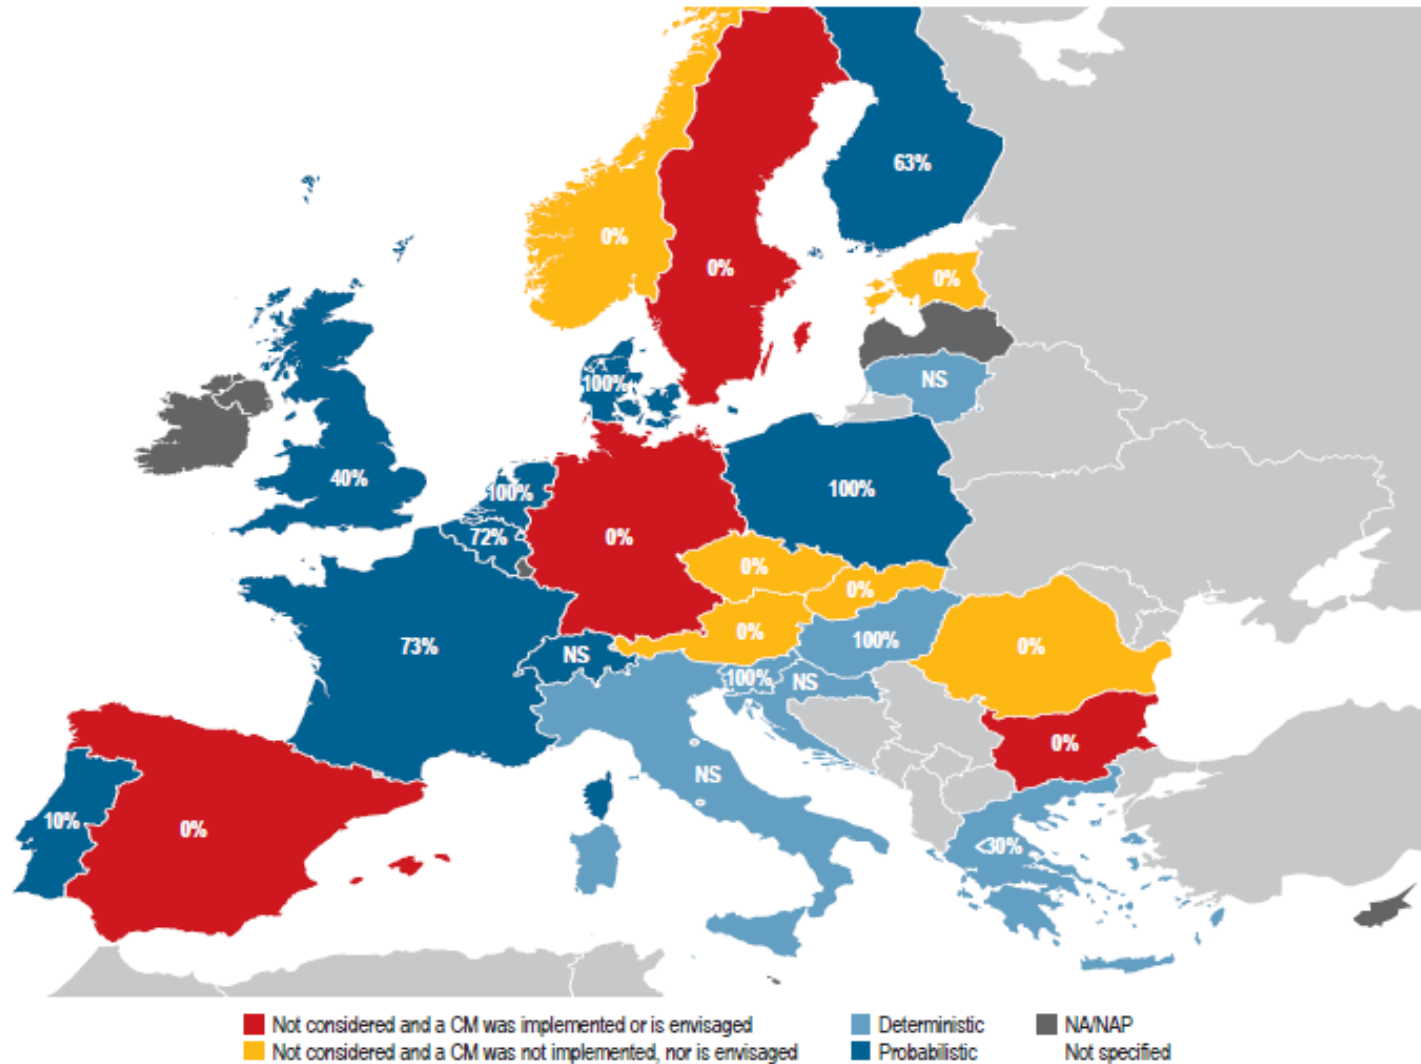 63%
0%
0%
0%
NS
100%
40%
100%
100%
72%
0%
0%
0%
0%
100%
0%
73%
NS
100%
NS
0%
NS
10%
0%
<30%
Not considered and a CM was implemented or is envisaged
Deterministic
NA/NAP
Not considered and a CM was not implemented, nor is envisaged
Probabilistic
Not specified